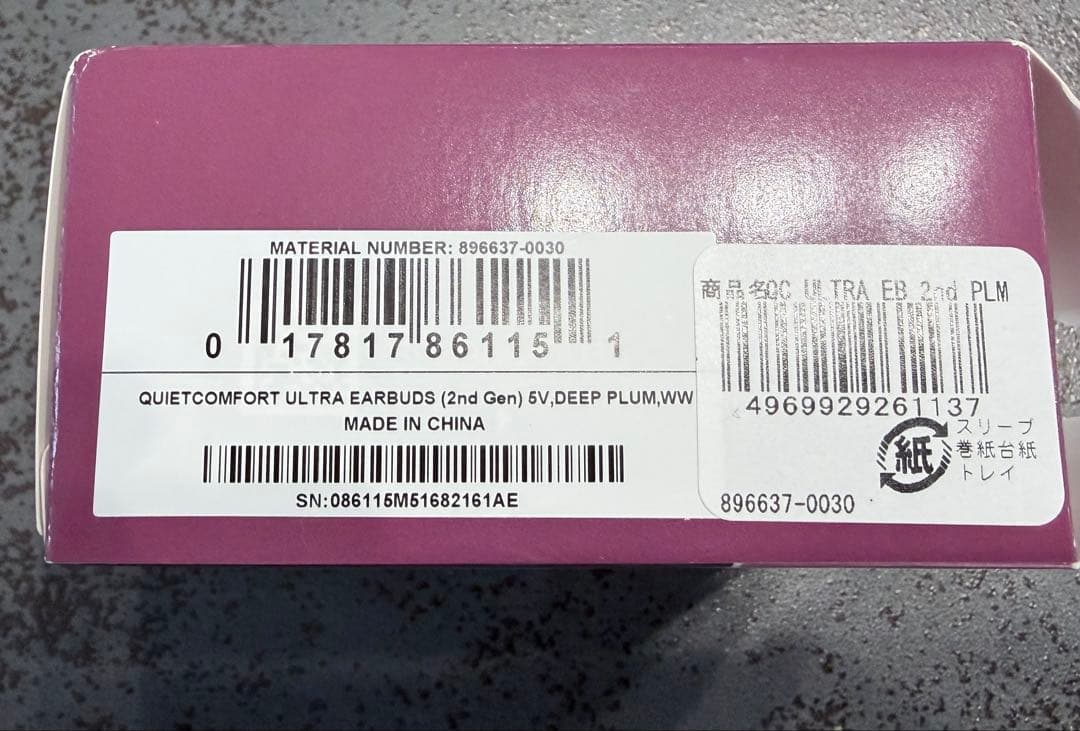 MATERIAL NUMBER: 896637-0030
0 17817 86115 1
QUIETCOMFORT ULTRA EARBUDS (2nd Gen) 5V,DEEP PLUM,WW
MADE IN CHINA
SN:086115M51682161AE
商品名QC ULTRA EB 2nd PLM
4969929261137
紙
スリーブ
巻紙台紙
トレイ
896637-0030